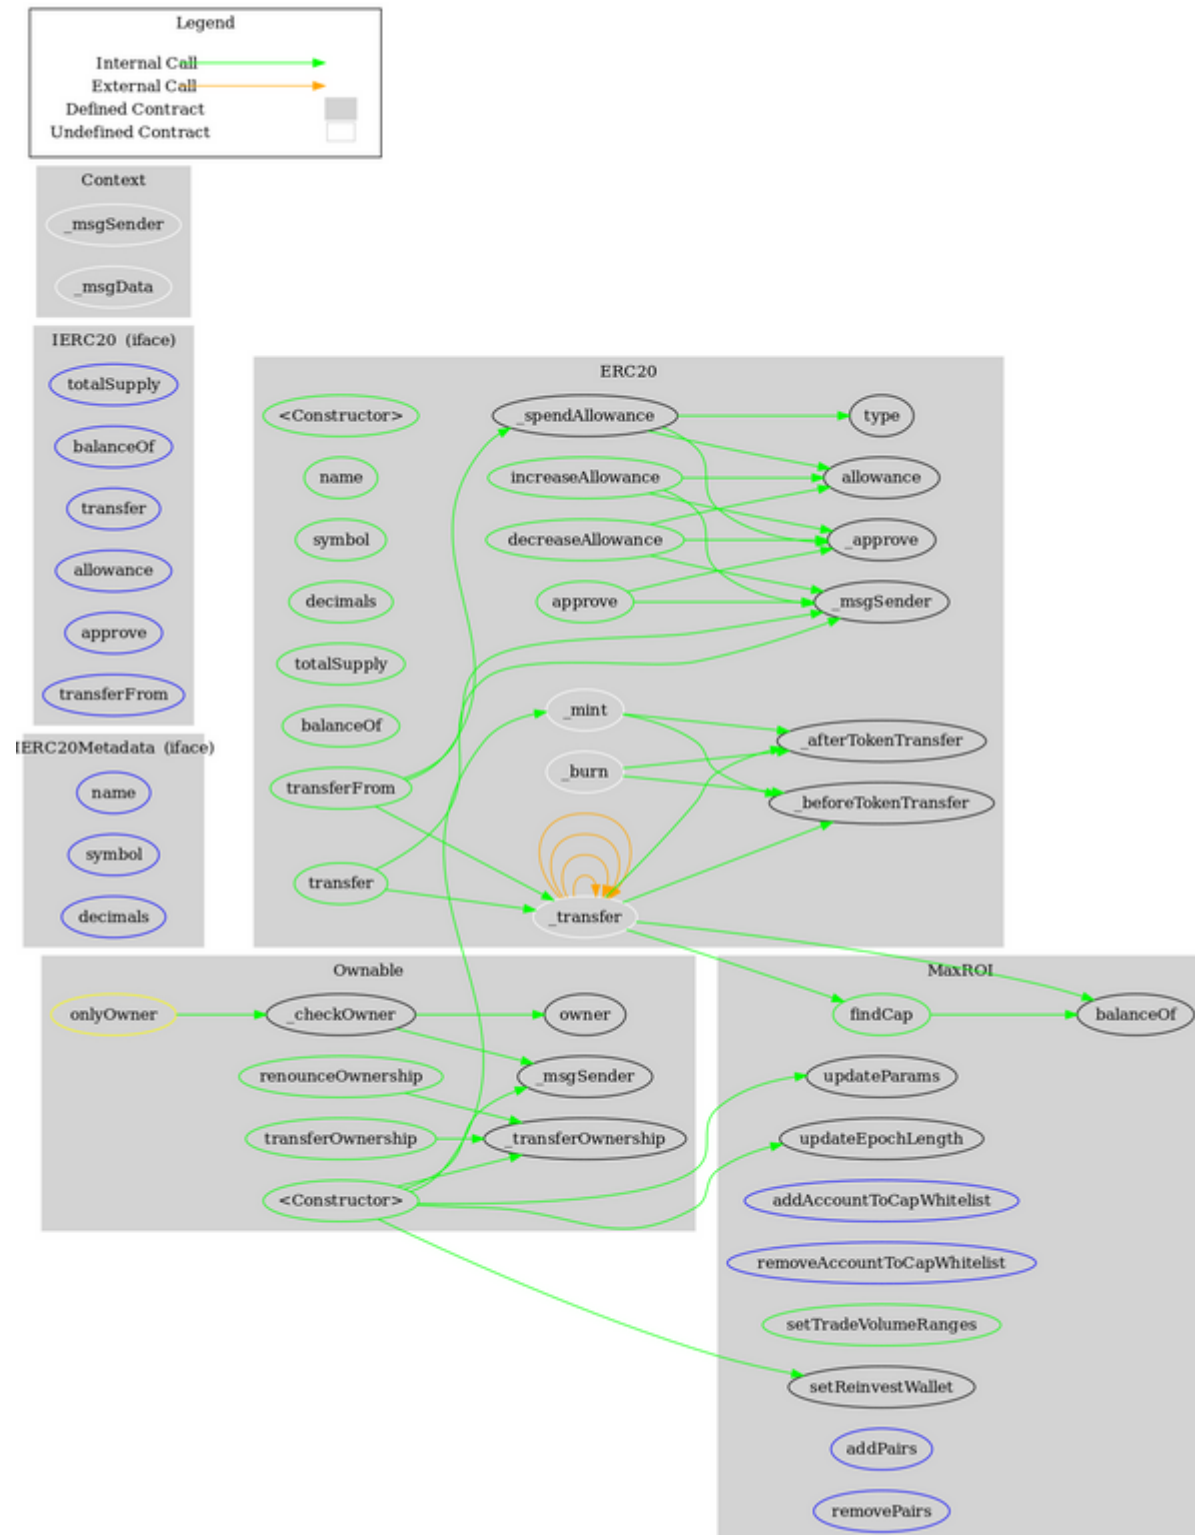 Legend
Internal Call
External Call
Defined Contract
Undefined Contract
Context
_msgSender
_msgData
IERC20 (iface)
totalSupply
balanceOf
transfer
allowance
approve
transferFrom
IERC20Metadata (iface)
name
symbol
decimals
ERC20
<Constructor>
name
symbol
decimals
totalSupply
balanceOf
transferFrom
transfer
_spendAllowance
increaseAllowance
decreaseAllowance
approve
_mint
_burn
_transfer
type
allowance
_approve
_msgSender
_afterTokenTransfer
_beforeTokenTransfer
Ownable
onlyOwner
_checkOwner
renounceOwnership
transferOwnership
<Constructor>
owner
_msgSender
_transferOwnership
MaxROI
findCap
balanceOf
updateParams
updateEpochLength
addAccountToCapWhitelist
removeAccountToCapWhitelist
setTradeVolumeRanges
setReinvestWallet
addPairs
removePairs